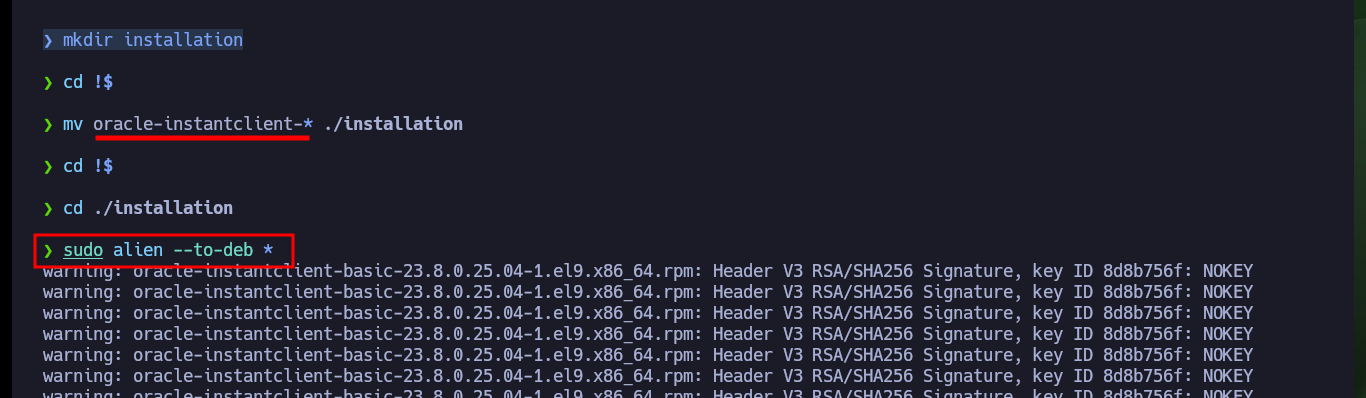 ❯ mkdir installation
❯ cd !$
❯ mv oracle-instantclient-* ./installation
❯ cd !$
❯ cd ./installation
❯ sudo alien --to-deb *
warning: oracle-instantclient-basic-23.8.0.25.04-1.el9.x86_64.rpm: Header V3 RSA/SHA256 Signature, key ID 8d8b756f: NOKEY
warning: oracle-instantclient-basic-23.8.0.25.04-1.el9.x86_64.rpm: Header V3 RSA/SHA256 Signature, key ID 8d8b756f: NOKEY
warning: oracle-instantclient-basic-23.8.0.25.04-1.el9.x86_64.rpm: Header V3 RSA/SHA256 Signature, key ID 8d8b756f: NOKEY
warning: oracle-instantclient-basic-23.8.0.25.04-1.el9.x86_64.rpm: Header V3 RSA/SHA256 Signature, key ID 8d8b756f: NOKEY
warning: oracle-instantclient-basic-23.8.0.25.04-1.el9.x86_64.rpm: Header V3 RSA/SHA256 Signature, key ID 8d8b756f: NOKEY
warning: oracle-instantclient-basic-23.8.0.25.04-1.el9.x86_64.rpm: Header V3 RSA/SHA256 Signature, key ID 8d8b756f: NOKEY
warning: oracle-instantclient-basic-23.8.0.25.04-1.el9.x86_64.rpm: Header V3 RSA/SHA256 Signature, key ID 8d8b756f: NOKEY